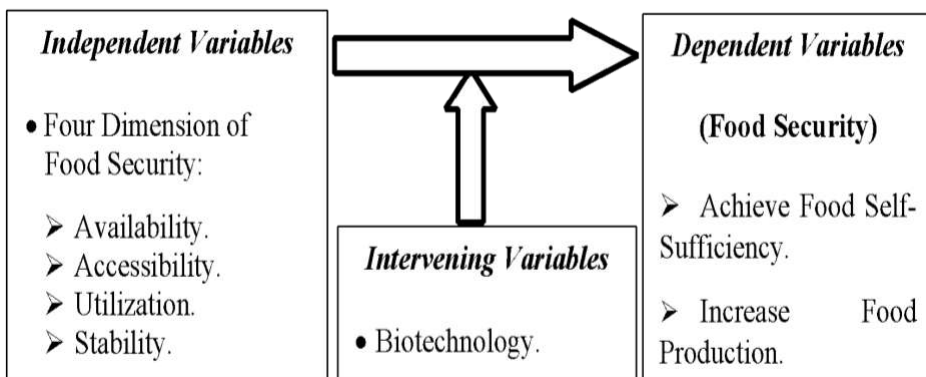 Independent Variables
• Four Dimension of
Food Security:
➢ Availability.
➢ Accessibility.
➢ Utilization.
➢ Stability.
Intervening Variables
• Biotechnology.
Dependent Variables
(Food Security)
➢ Achieve Food Self-
Sufficiency.
➢ Increase Food
Production.